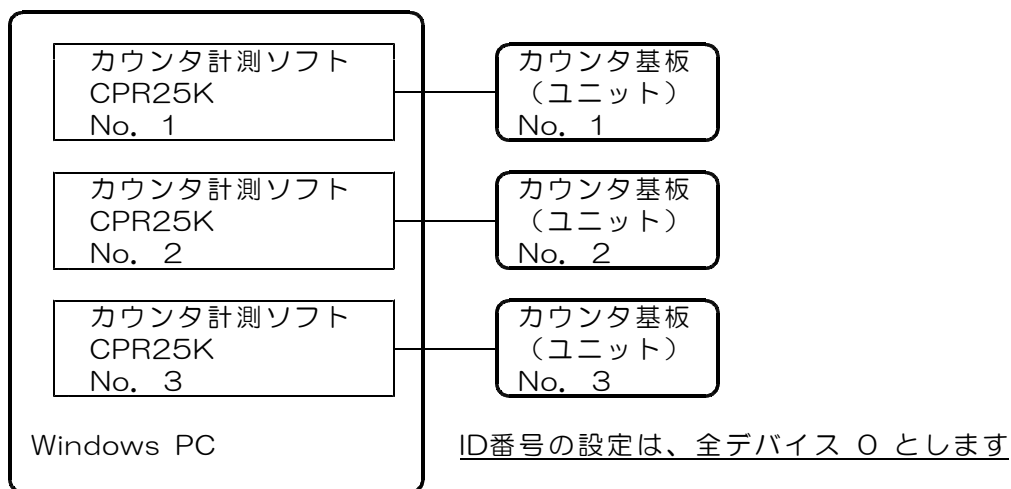 カウンタ計測ソフト
CPR25K
No. 1
カウンタ基板
（ユニット）
No. 1
カウンタ計測ソフト
CPR25K
No. 2
カウンタ基板
（ユニット）
No. 2
カウンタ計測ソフト
CPR25K
No. 3
カウンタ基板
（ユニット）
No. 3
Windows PC
ID番号の設定は、全デバイス 0 とします